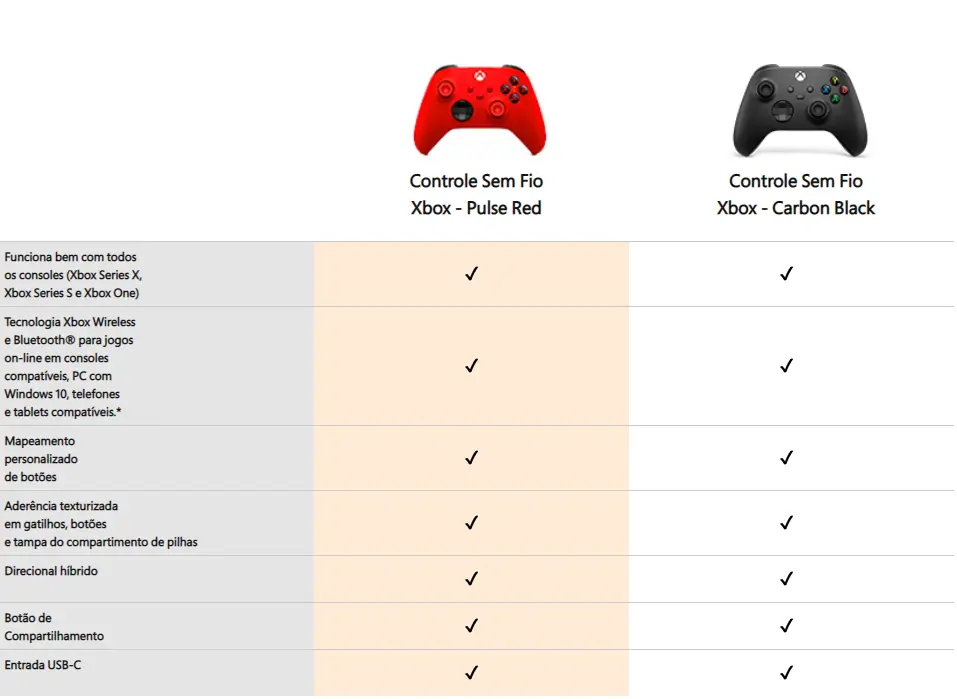 Controle Sem Fio
Xbox - Pulse Red
Controle Sem Fio
Xbox - Carbon Black
Funciona bem com todos
os consoles (Xbox Series X,
Xbox Series S e Xbox One)
✓ ✓
Tecnologia Xbox Wireless
e Bluetooth® para jogos
on-line em consoles
compatíveis, PC com
Windows 10, telefones
e tablets compatíveis.*
✓ ✓
Mapeamento
personalizado
de botões
✓ ✓
Aderência texturizada
em gatilhos, botões
e tampa do compartimento de pilhas
✓ ✓
Direcional híbrido
✓ ✓
Botão de
Compartilhamento
✓ ✓
Entrada USB-C
✓ ✓